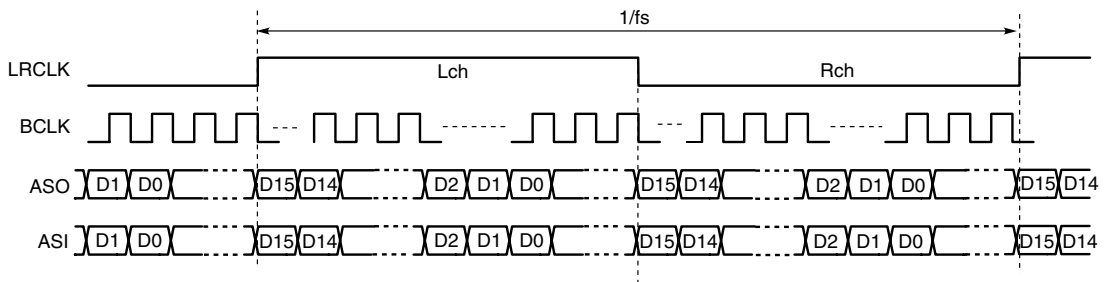 1/fs
LRCLK Lch Rch
BCLK
ASO D1 D0 D15 D14 D2 D1 D0 D15 D14 D2 D1 D0 D15 D14
ASI D1 D0 D15 D14 D2 D1 D0 D15 D14 D2 D1 D0 D15 D14